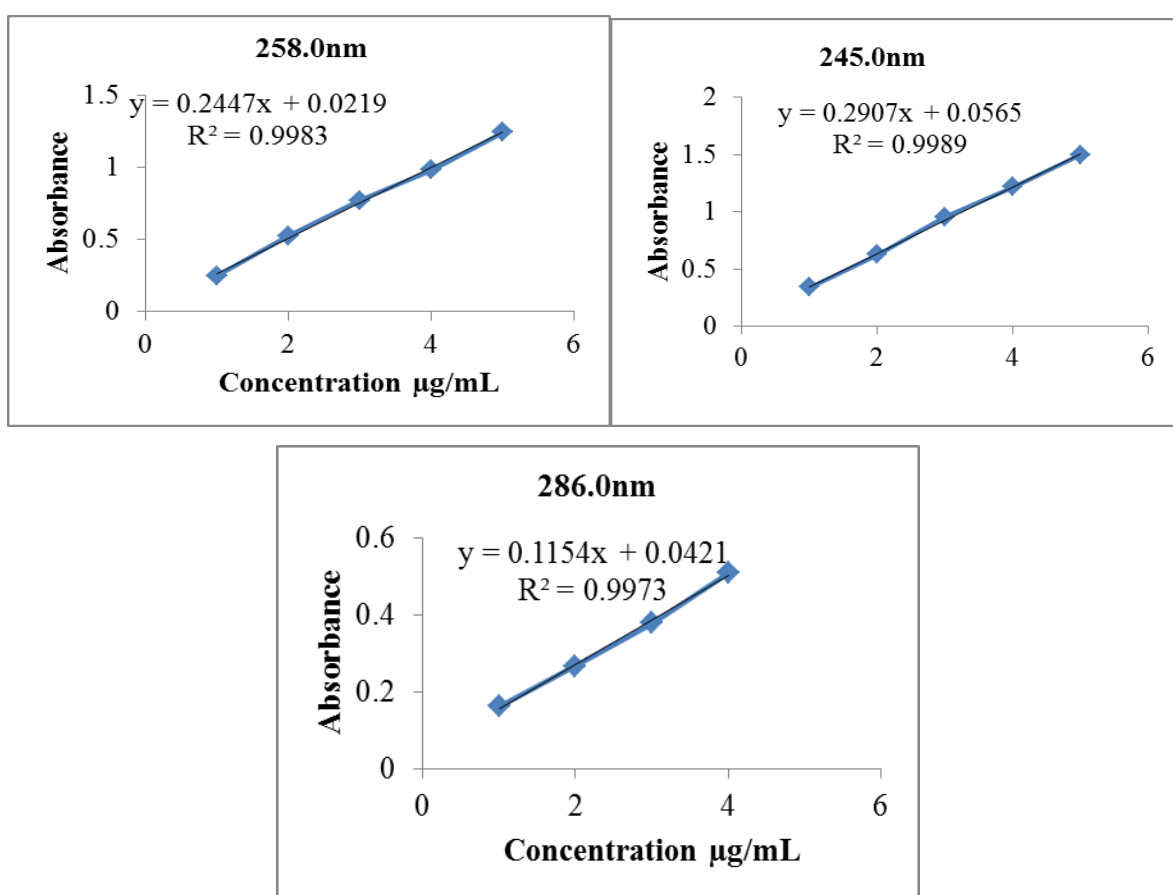 258.0nm
y = 0.2447x + 0.0219
R² = 0.9983
1.5
1
0.5
0
0 2 4 6
Absorbance
Concentration µg/mL
245.0nm
y = 0.2907x + 0.0565
R² = 0.9989
2
1.5
1
0.5
0
0 2 4 6
Absorbance
286.0nm
y = 0.1154x + 0.0421
R² = 0.9973
0.6
0.4
0.2
0
0 2 4 6
Absorbance
Concentration µg/mL